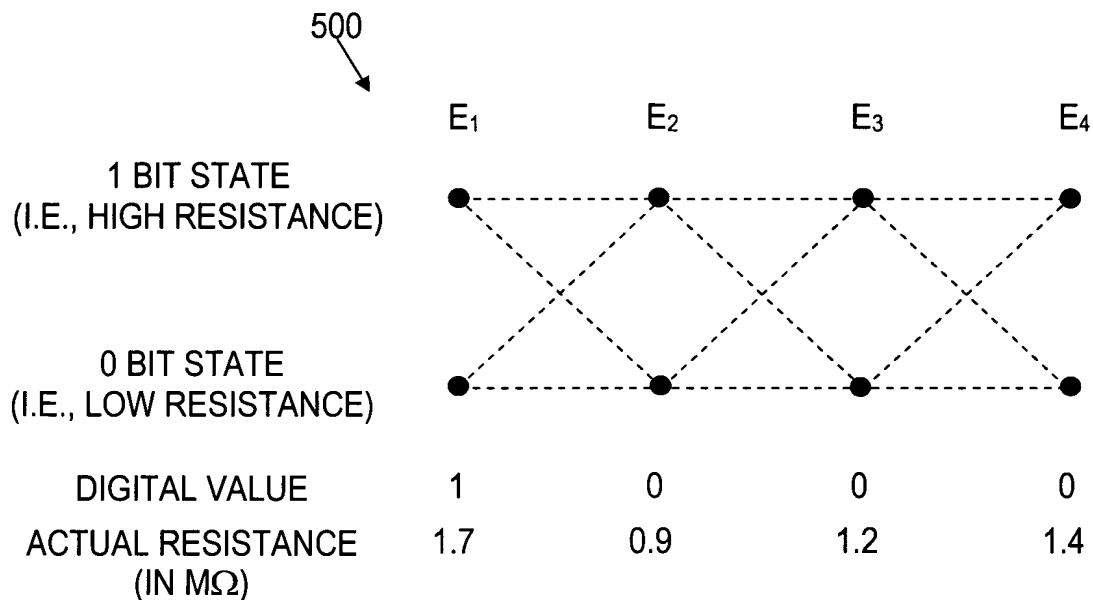 500
E₁ E₂ E₃ E₄
1 BIT STATE
(I.E., HIGH RESISTANCE)
0 BIT STATE
(I.E., LOW RESISTANCE)
DIGITAL VALUE 1 0 0 0
ACTUAL RESISTANCE 1.7 0.9 1.2 1.4
(IN MΩ)